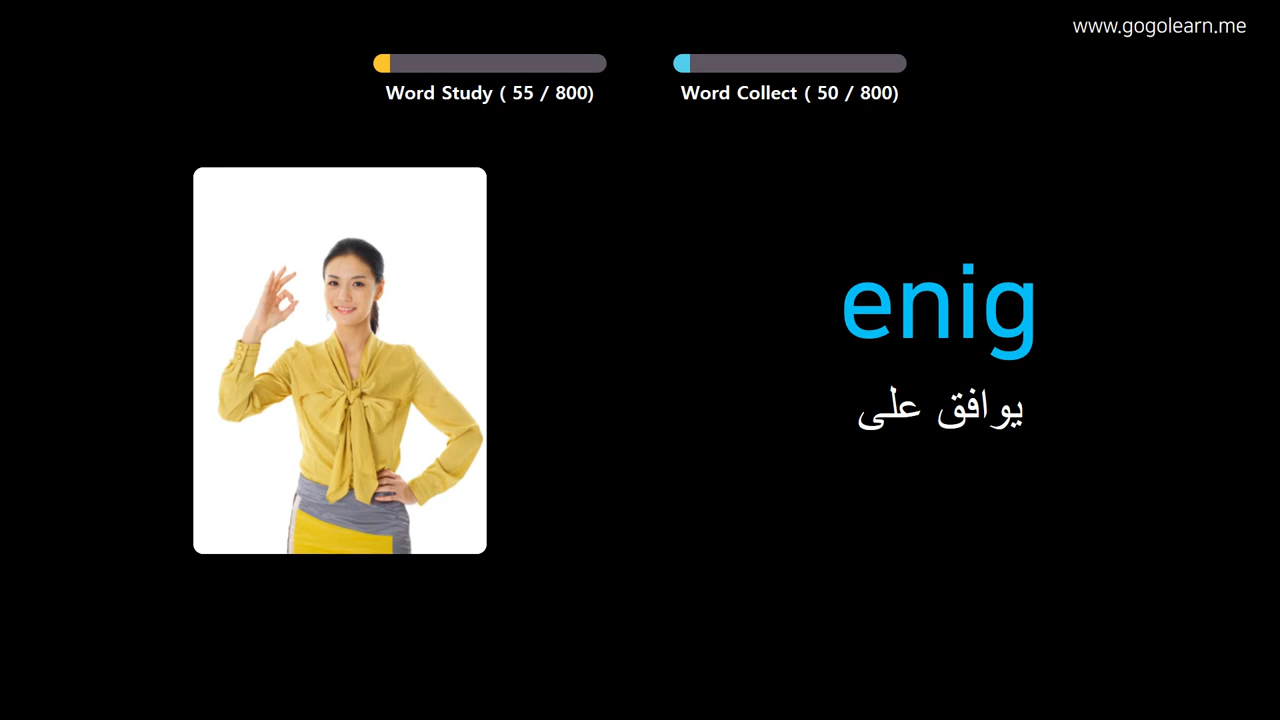 www.gogolearn.me
Word Study ( 55 / 800)
Word Collect ( 50 / 800)
enig
يوافق على